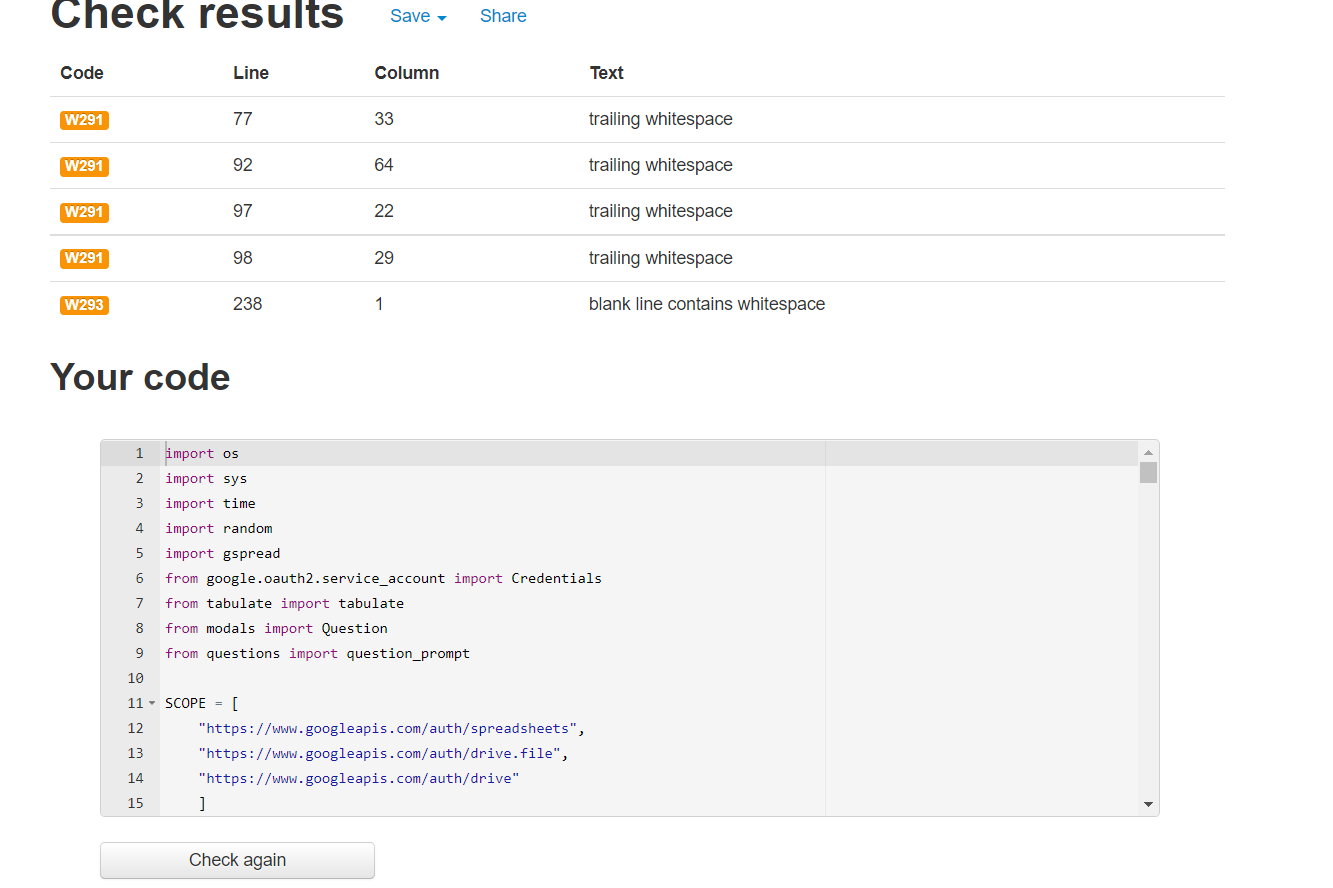 Check results Save Share
Code Line Column Text
W291 77 33 trailing whitespace
W291 92 64 trailing whitespace
W291 97 22 trailing whitespace
W291 98 29 trailing whitespace
W293 238 1 blank line contains whitespace
Your code
1 import os
2 import sys
3 import time
4 import random
5 import gspread
6 from google.oauth2.service_account import Credentials
7 from tabulate import tabulate
8 from modals import Question
9 from questions import question_prompt
10
11 SCOPE = [
12 "https://www.googleapis.com/auth/spreadsheets",
13 "https://www.googleapis.com/auth/drive.file",
14 "https://www.googleapis.com/auth/drive"
15 ]
Check again